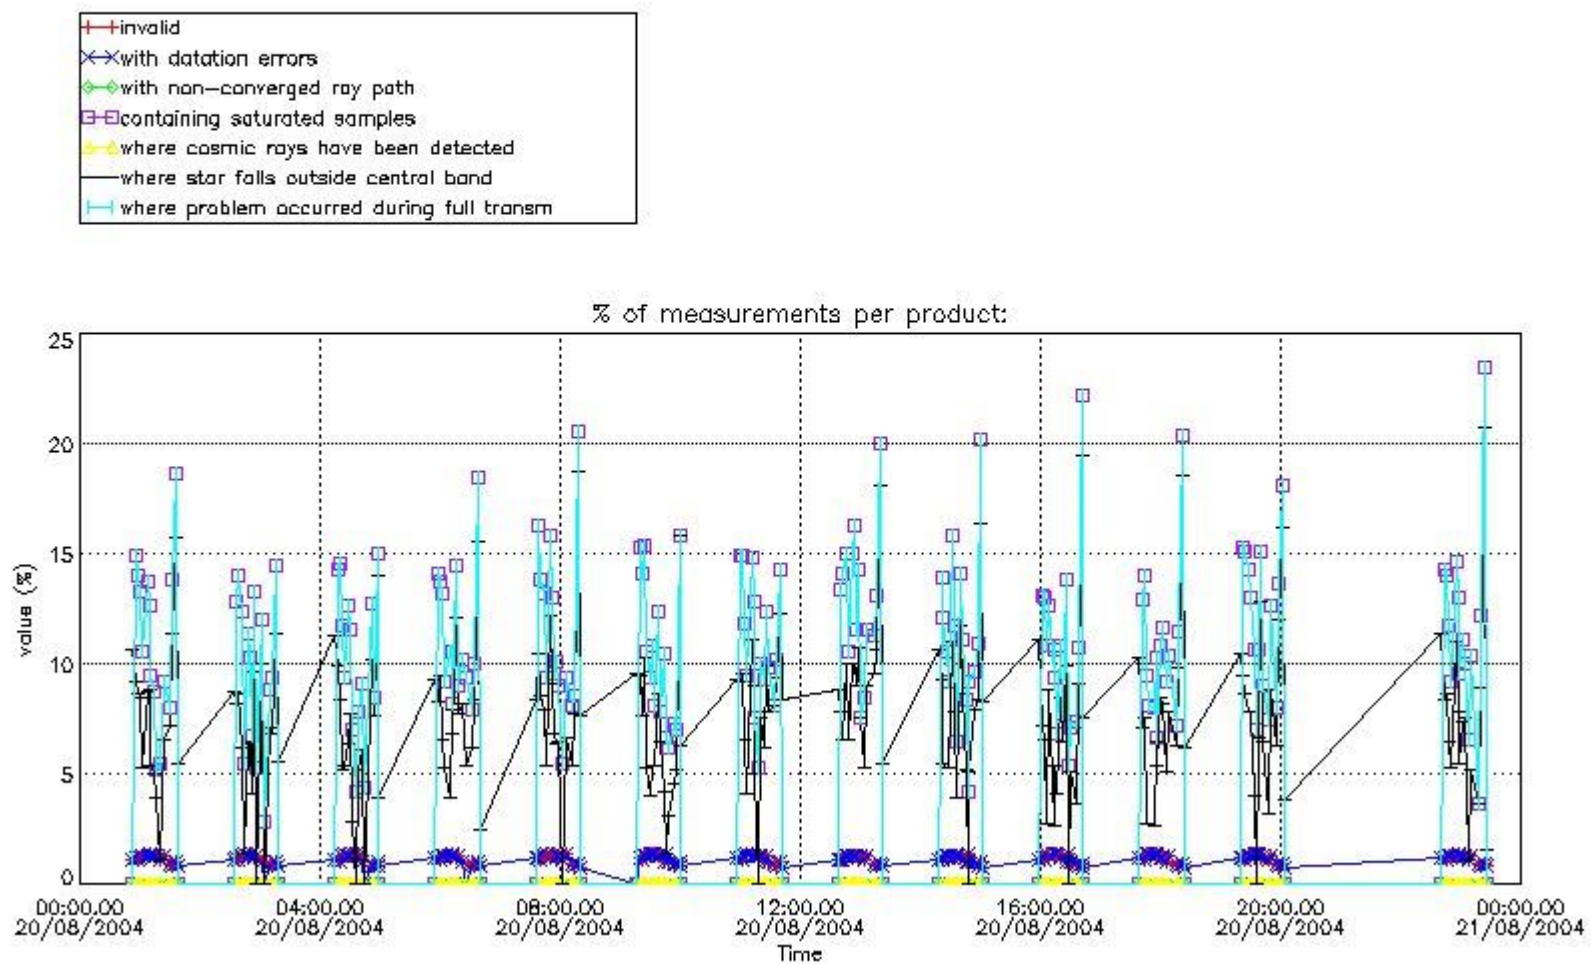 invalid
with datation errors
with non-converged ray path
containing saturated samples
where cosmic rays have been detected
where star falls outside central band
where problem occurred during full transm
% of measurements per product:
25
20
15
10
5
0
value (%)
00:00:00 04:00:00 08:00:00 12:00:00 16:00:00 20:00:00 00:00:00
20/08/2004 20/08/2004 20/08/2004 20/08/2004 20/08/2004 20/08/2004 21/08/2004
Time